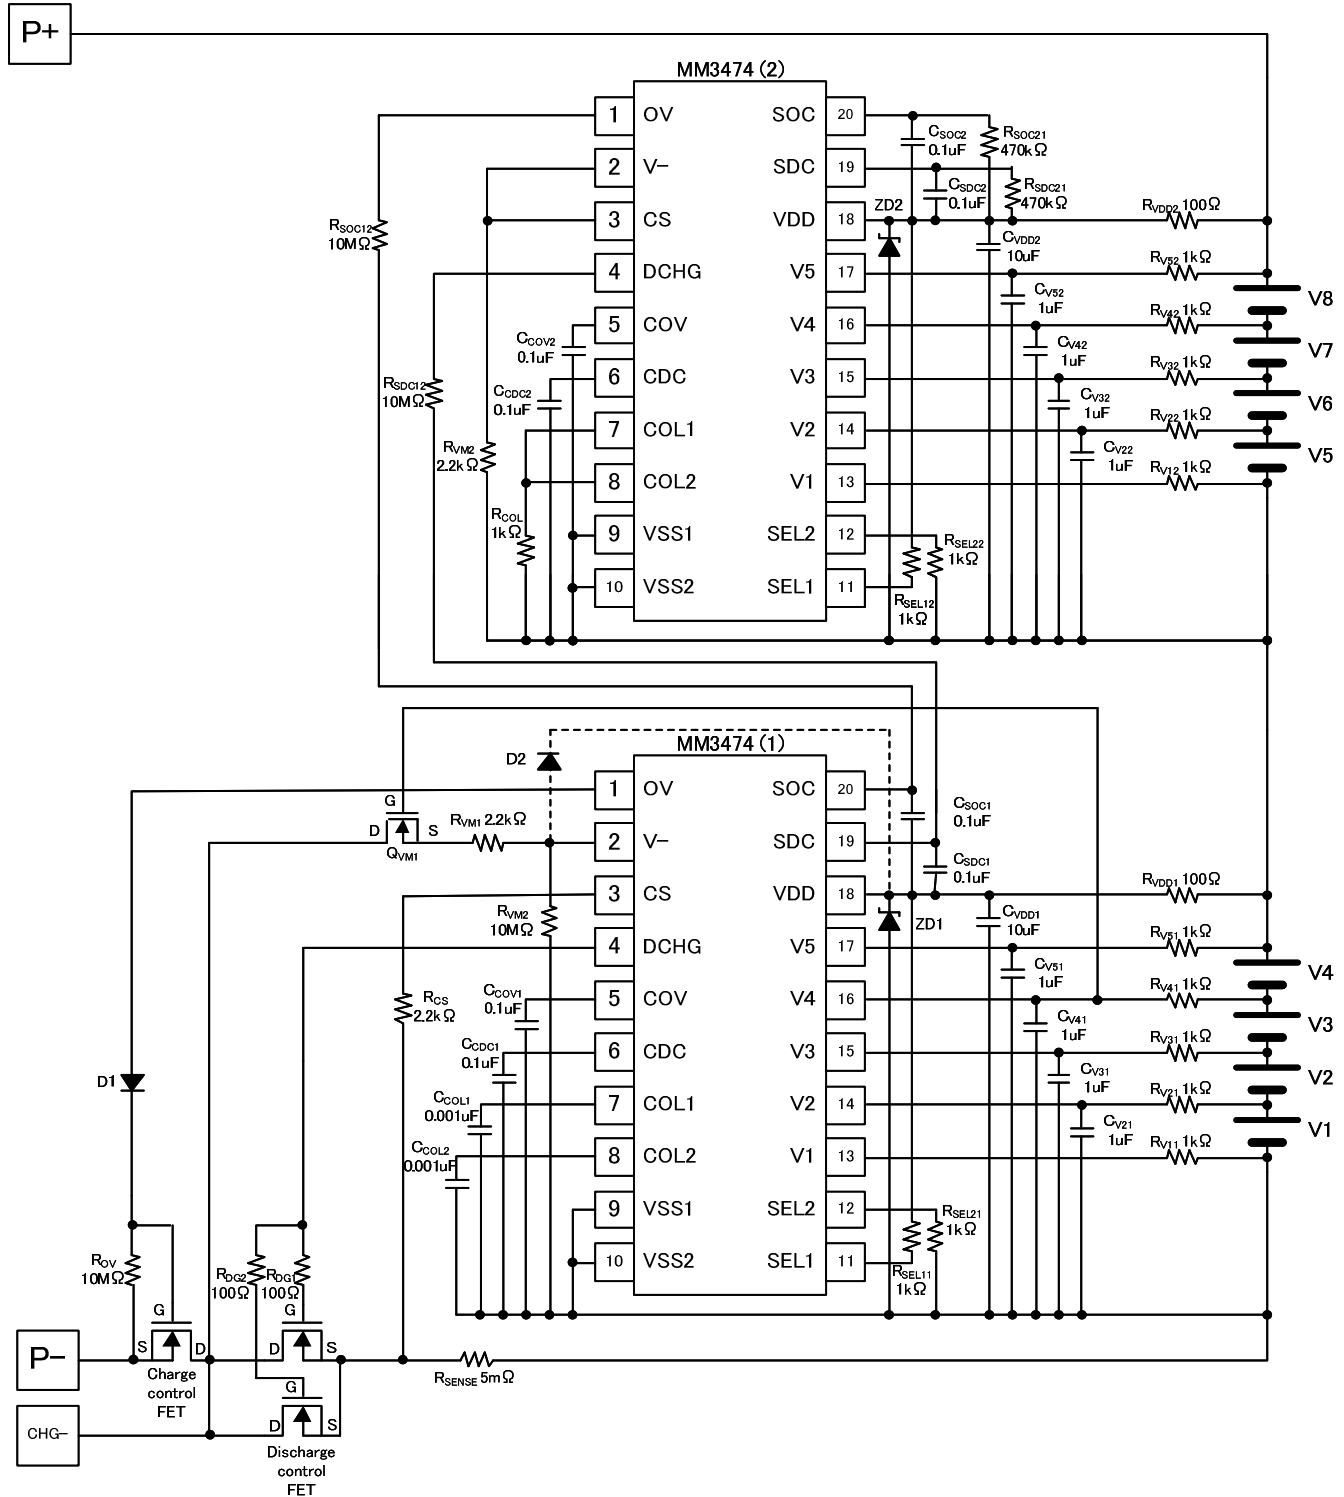 P+
MM3474 (2)
1 OV
2 V−
3 CS
4 DCHG
5 COV
6 CDC
7 COL1
8 COL2
9 VSS1
10 VSS2
SOC 20
SDC 19
VDD 18
V5 17
V4 16
V3 15
V2 14
V1 13
SEL2 12
SEL1 11
RSOC12
10MΩ
RSDC12
10MΩ
RVM2
2.2kΩ
CCOV2
0.1uF
CCDC2
0.1uF
RCOL
1kΩ
CSOC2
0.1uF
RSOC21
470kΩ
CSDC2
0.1uF
RSDC21
470kΩ
ZD2
CVDD2
10uF
RVDD2 100Ω
RV52 1kΩ
CV52
1uF
RV42 1kΩ
CV42
1uF
RV32 1kΩ
CV32
1uF
RV22 1kΩ
CV22
1uF
RV12 1kΩ
RSEL22
1kΩ
RSEL12
1kΩ
V8
V7
V6
V5
MM3474 (1)
1 OV
2 V−
3 CS
4 DCHG
5 COV
6 CDC
7 COL1
8 COL2
9 VSS1
10 VSS2
SOC 20
SDC 19
VDD 18
V5 17
V4 16
V3 15
V2 14
V1 13
SEL2 12
SEL1 11
D2
G
D
S
QVM1
RVM1 2.2kΩ
RVM2
10MΩ
RCS
2.2kΩ
CCOV1
0.1uF
CCDC1
0.1uF
CCOL1
0.001uF
CCOL2
0.001uF
D1
CSOC1
0.1uF
CSDC1
0.1uF
ZD1
CVDD1
10uF
RVDD1 100Ω
RV51 1kΩ
CV51
1uF
RV41 1kΩ
CV41
1uF
RV31 1kΩ
CV31
1uF
RV21 1kΩ
CV21
1uF
RV11 1kΩ
RSEL21
1kΩ
RSEL11
1kΩ
V4
V3
V2
V1
ROV
10MΩ
RDG2
100Ω
RDG1
100Ω
G
S
D
Charge
control
FET
G
D
S
G
D
S
Discharge
control
FET
RSENSE 5mΩ
P−
CHG−